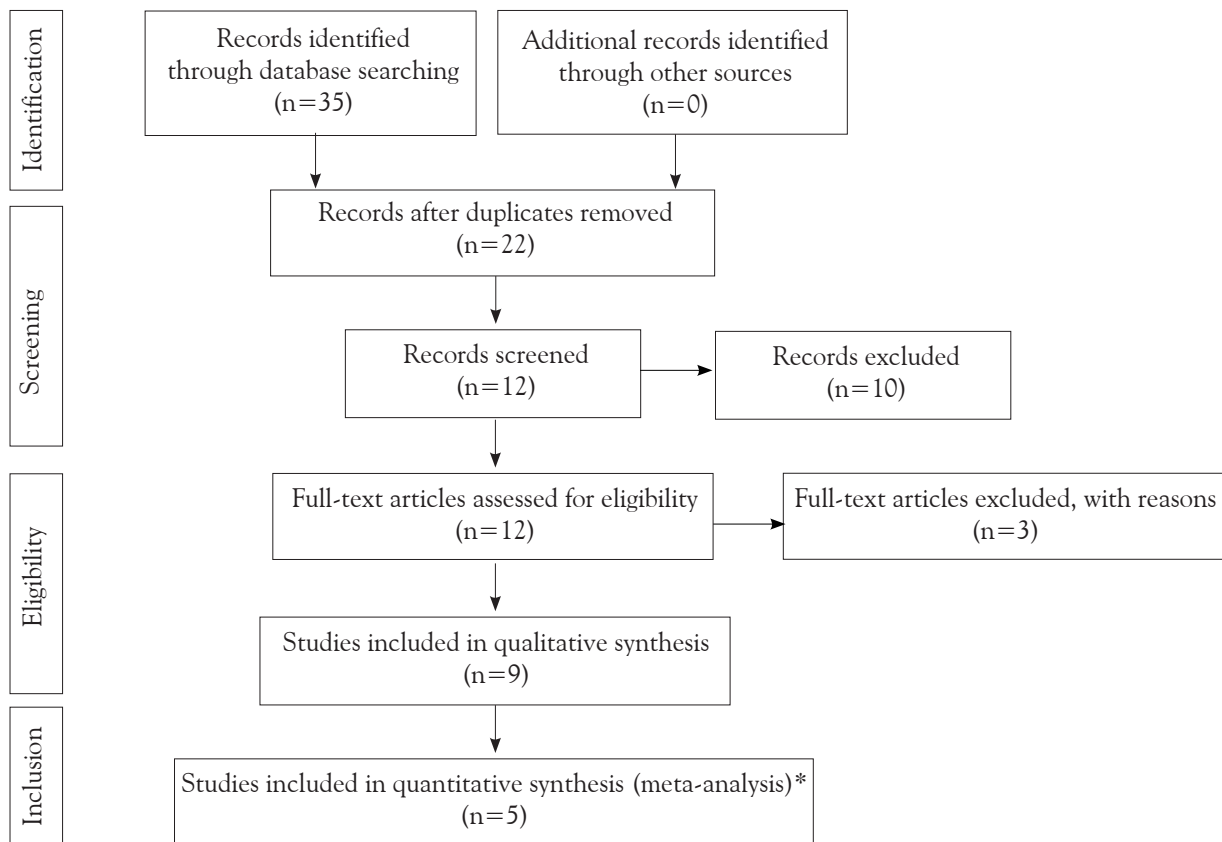 Identification
Records identified
through database searching
(n=35)
Additional records identified
through other sources
(n=0)
Screening
Records after duplicates removed
(n=22)
Records screened
(n=12)
Records excluded
(n=10)
Eligibility
Full-text articles assessed for eligibility
(n=12)
Full-text articles excluded, with reasons
(n=3)
Studies included in qualitative synthesis
(n=9)
Inclusion
Studies included in quantitative synthesis (meta-analysis)*
(n=5)